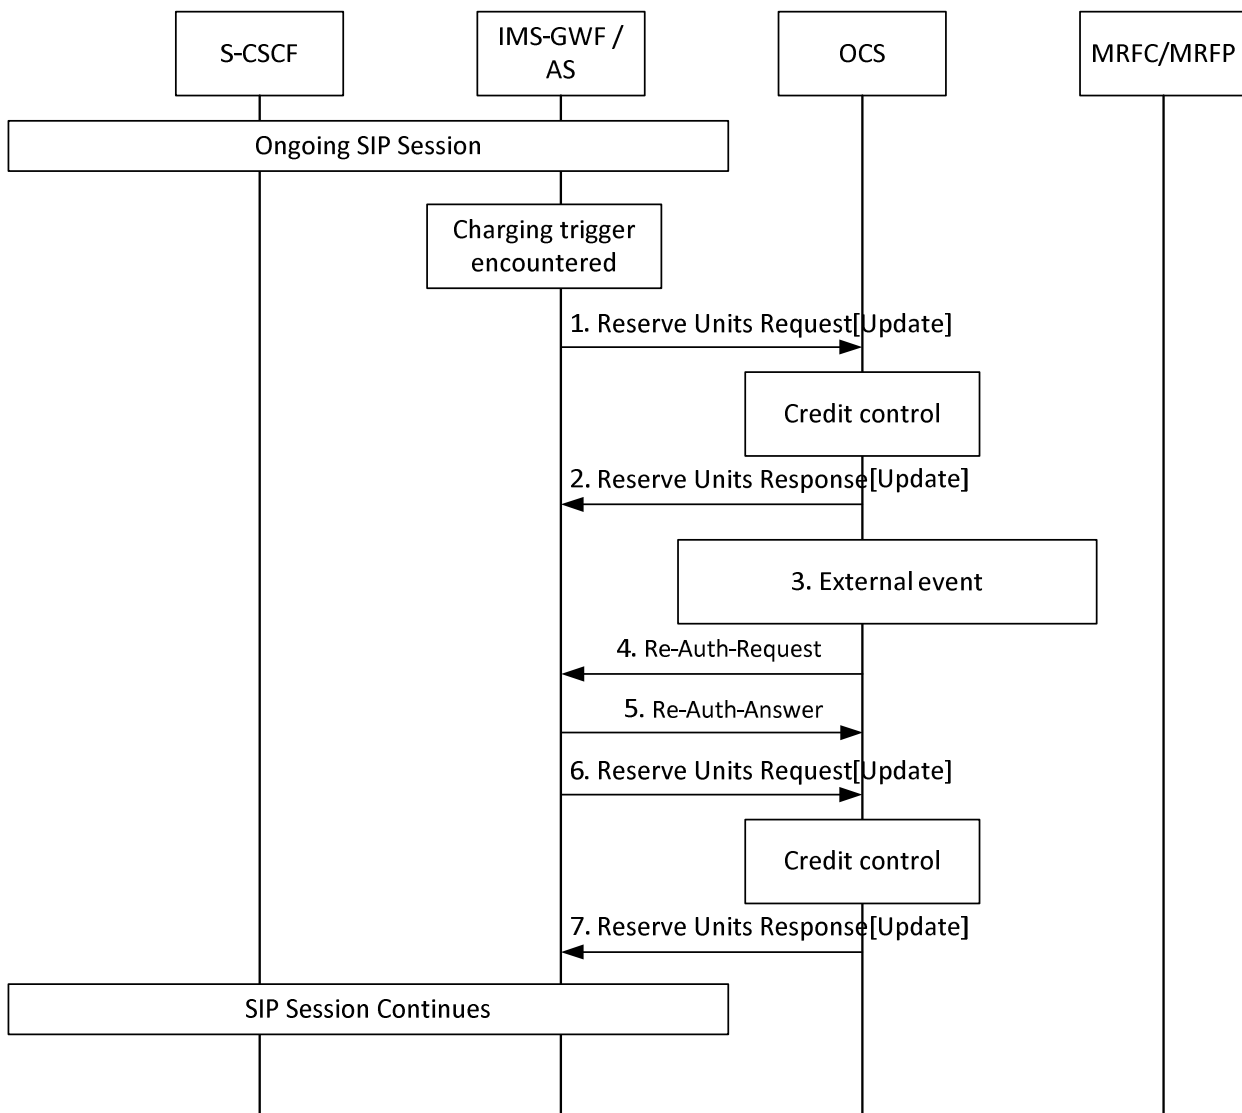 S-CSCF
IMS-GWF /
AS
OCS
MRFC/MRFP
Ongoing SIP Session
Charging trigger
encountered
1. Reserve Units Request[Update]
Credit control
2. Reserve Units Response[Update]
3. External event
4. Re-Auth-Request
5. Re-Auth-Answer
6. Reserve Units Request[Update]
Credit control
7. Reserve Units Response[Update]
SIP Session Continues